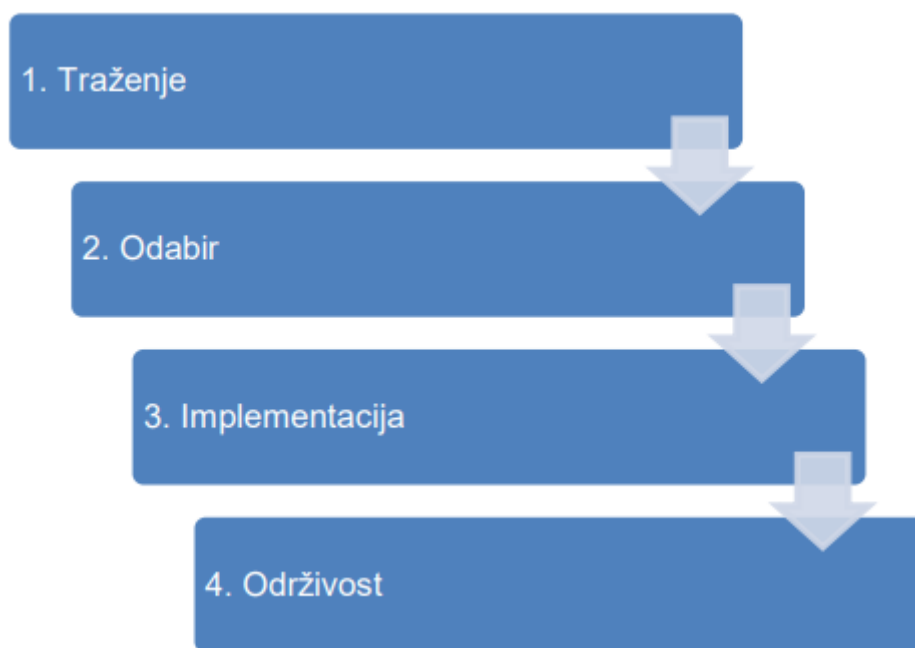 1. Traženje
2. Odabir
3. Implementacija
4. Održivost